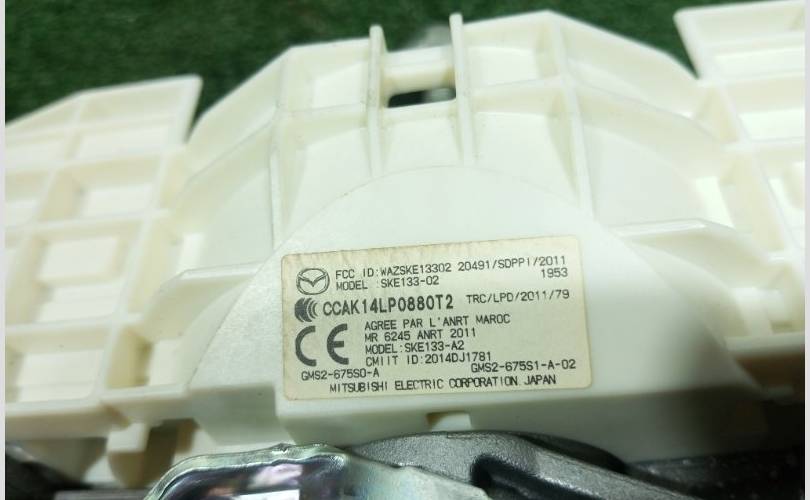 FCC ID:WAZSKE13302 20491/SDPPI/2011
MODEL :SKE133-02 1953
CCAK14LP0880T2 TRC/LPD/2011/79
CE AGREE PAR L'ANRT MAROC
MR 6245 ANRT 2011
MODEL:SKE133-A2
CMIIT ID:2014DJ1781
GMS2-675S0-A GMS2-675S1-A-02
MITSUBISHI ELECTRIC CORPORATION.JAPAN